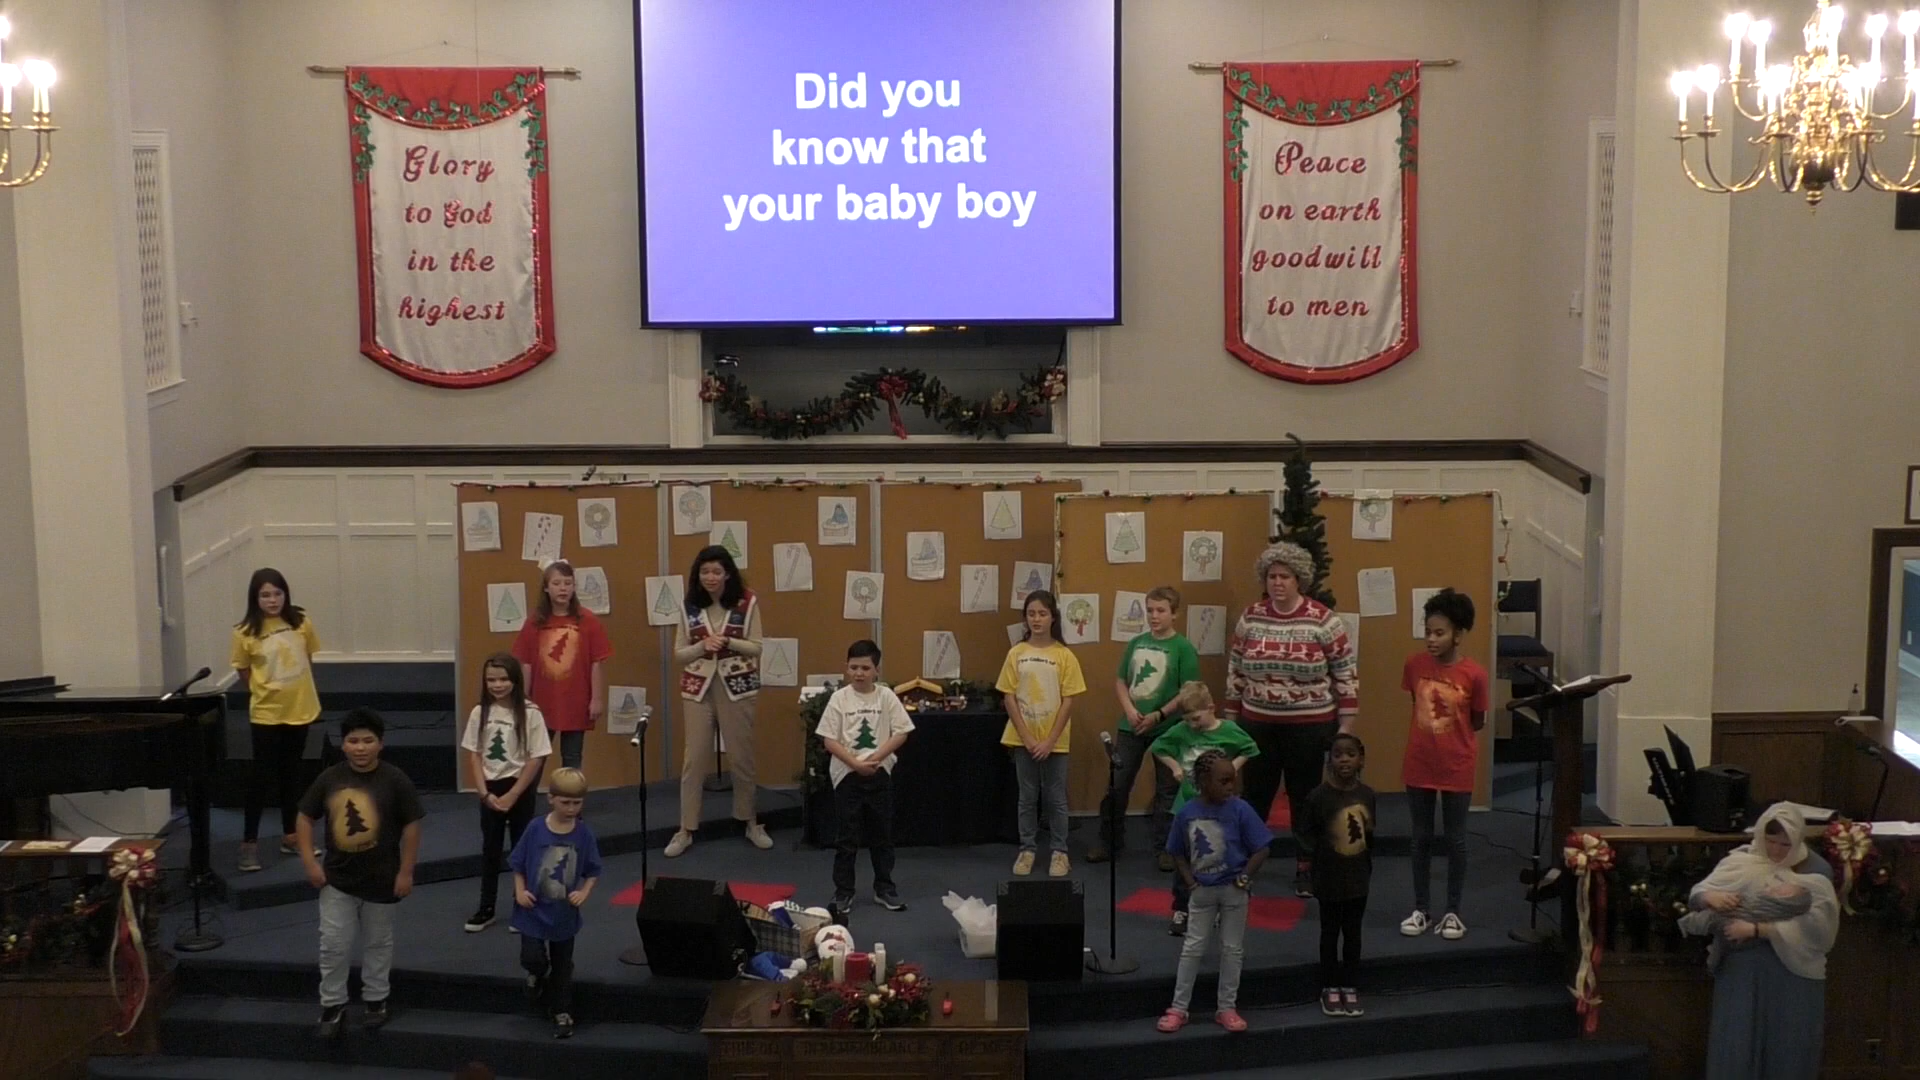 Did you
know that
your baby boy
Glory
to God
in the
highest
Peace
on earth
goodwill
to men